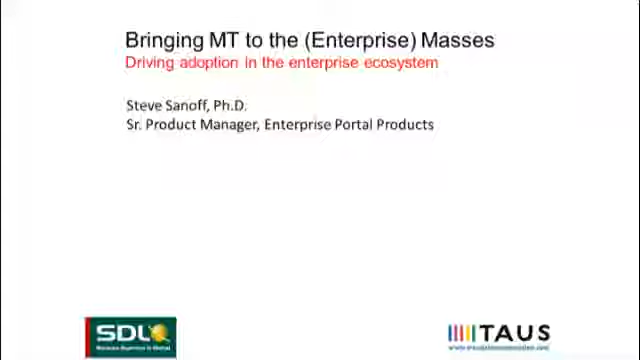 Bringing MT to the (Enterprise) Masses
Driving adoption in the enterprise ecosystem
Steve Sanoff, Ph.D.
Sr. Product Manager, Enterprise Portal Products
SDL
TAUS